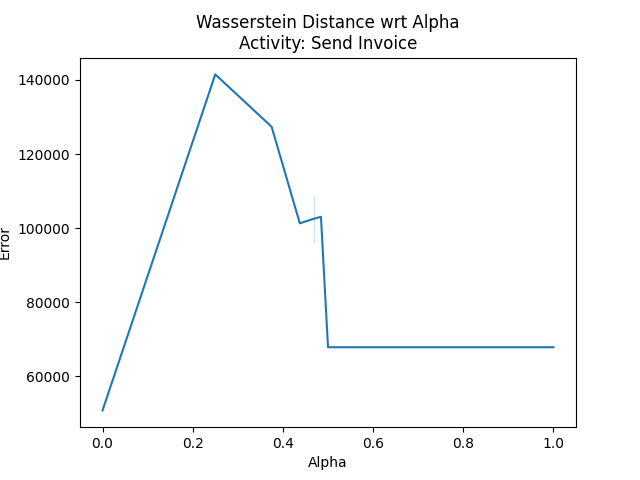 Wasserstein Distance wrt Alpha
Activity: Send Invoice
140000
120000
100000
80000
60000
Error
0.0 0.2 0.4 0.6 0.8 1.0
Alpha